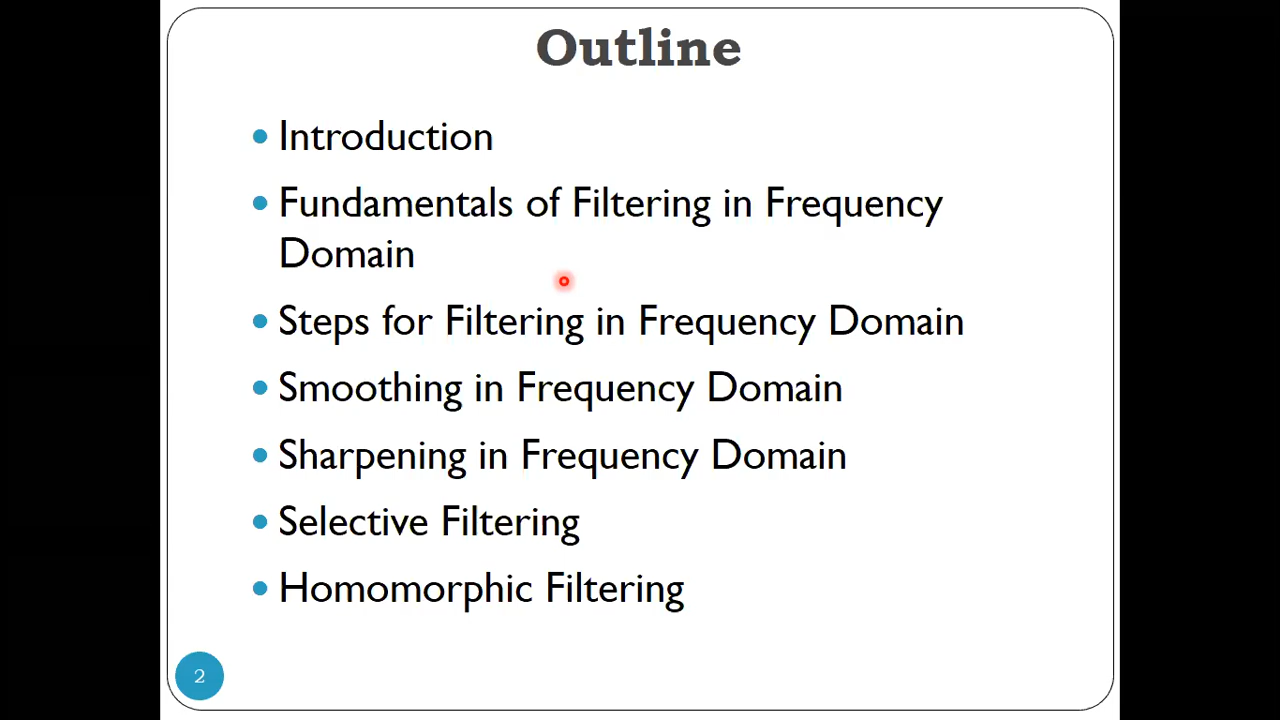 Outline
• Introduction
• Fundamentals of Filtering in Frequency
Domain
• Steps for Filtering in Frequency Domain
• Smoothing in Frequency Domain
• Sharpening in Frequency Domain
• Selective Filtering
• Homomorphic Filtering
2